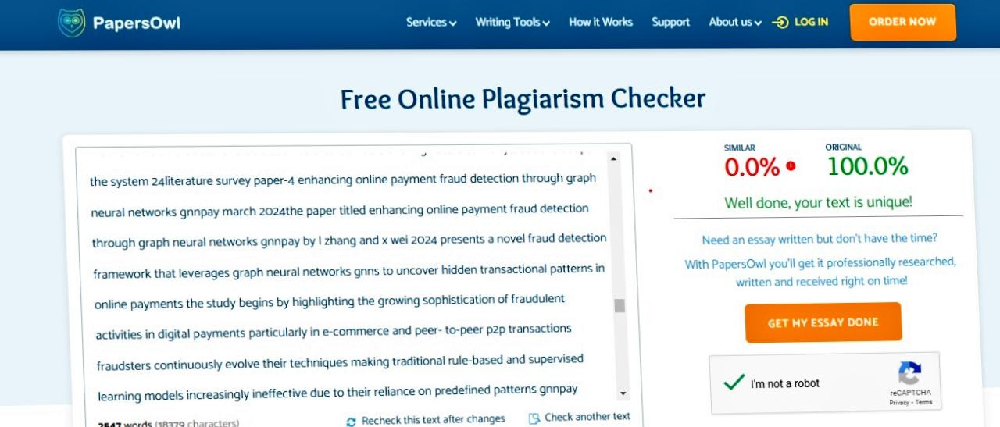 PapersOwl
Services
Writing Tools
How it Works
Support
About us
LOG IN
ORDER NOW
Free Online Plagiarism Checker
the system 24literature survey paper-4 enhancing online payment fraud detection through graph
neural networks gnnpay march 2024the paper titled enhancing online payment fraud detection
through graph neural networks gnnpay by l zhang and x wei 2024 presents a novel fraud detection
framework that leverages graph neural networks gnns to uncover hidden transactional patterns in
online payments the study begins by highlighting the growing sophistication of fraudulent
activities in digital payments particularly in e-commerce and peer- to-peer p2p transactions
fraudsters continuously evolve their techniques making traditional rule-based and supervised
learning models increasingly ineffective due to their reliance on predefined patterns gnnpay
2547 words (18379 characters)
Recheck this text after changes
Check another text
SIMILAR
0.0%
ORIGINAL
100.0%
Well done, your text is unique!
Need an essay written but don't have the time?
With PapersOwl you'll get it professionally researched,
written and received right on time!
GET MY ESSAY DONE
I'm not a robot
reCAPTCHA
Privacy - Terms